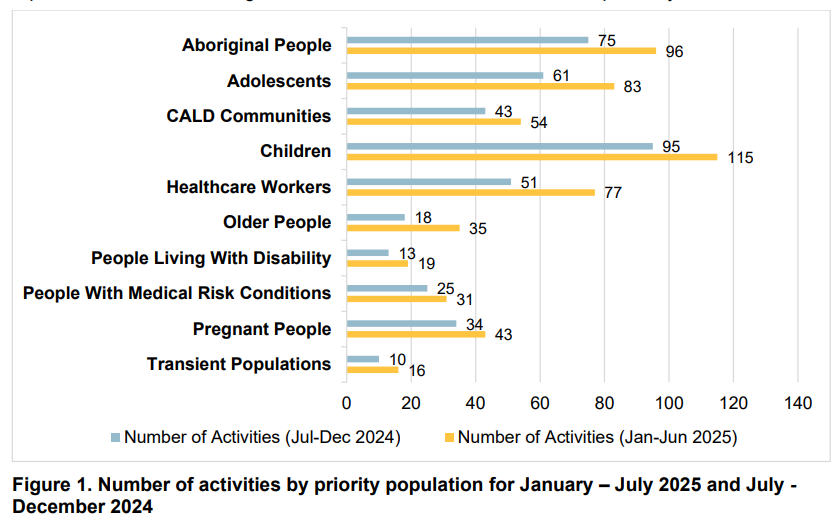 Aboriginal People 75 96
Adolescents 61 83
CALD Communities 43 54
Children 95 115
Healthcare Workers 51 77
Older People 18 35
People Living With Disability 13 19
People With Medical Risk Conditions 25 31
Pregnant People 34 43
Transient Populations 10 16
0 20 40 60 80 100 120 140
Number of Activities (Jul-Dec 2024) Number of Activities (Jan-Jun 2025)
Figure 1. Number of activities by priority population for January – July 2025 and July -
December 2024